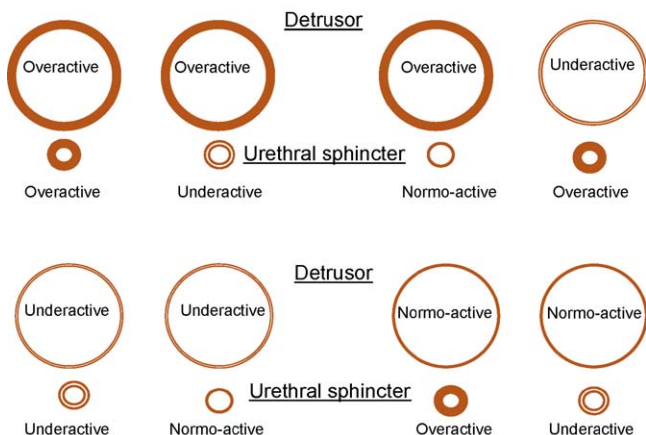 Detrusor
Overactive Overactive Overactive Underactive
Urethral sphincter
Overactive Underactive Normo-active Overactive
Detrusor
Underactive Underactive Normo-active Normo-active
Urethral sphincter
Underactive Normo-active Overactive Underactive